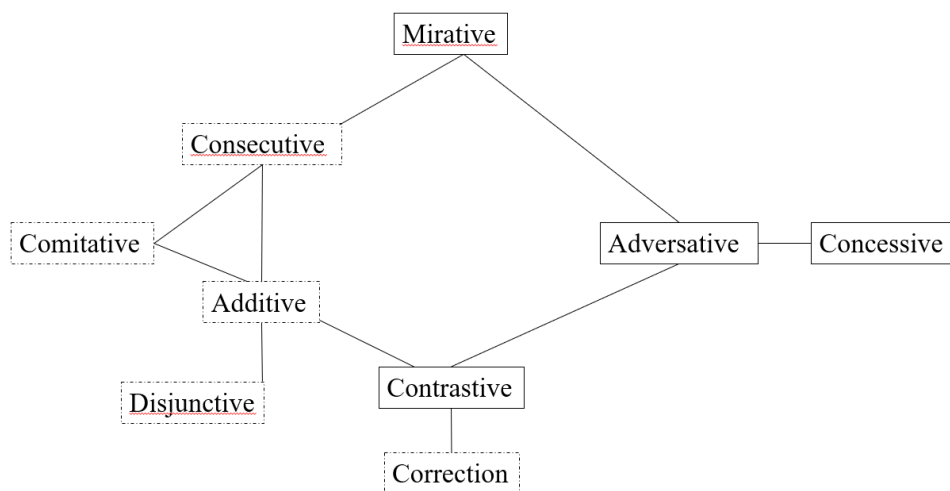 Mirative
Consecutive
Comitative
Adversative
Concessive
Additive
Contrastive
Disjunctive
Correction